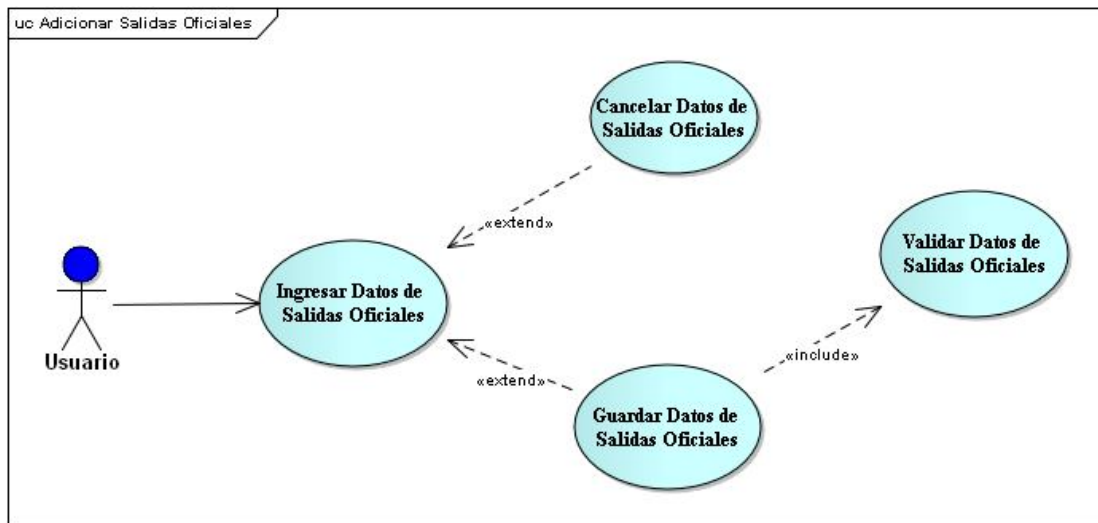 uc Adicionar Salidas Oficiales
Cancelar Datos de
Salidas Oficiales
«extend»
Validar Datos de
Salidas Oficiales
Ingresar Datos de
Salidas Oficiales
Usuario
«include»
«extend»
Guardar Datos de
Salidas Oficiales